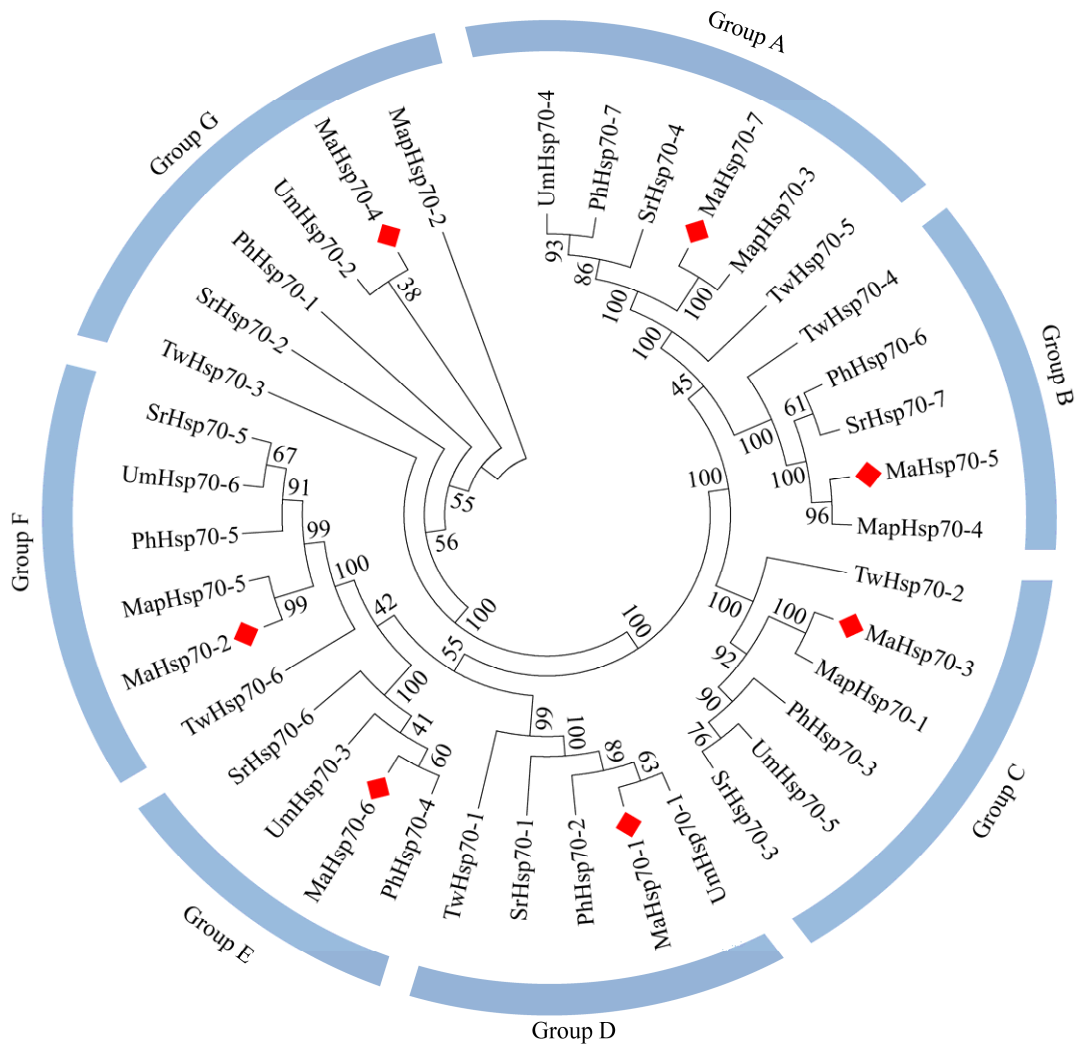 Group A
UmHsp70-4
PhHsp70-7
SrHsp70-4
MaHsp70-7
MapHsp70-3
TwHsp70-5
93
86
100
100
100
45
Group B
TwHsp70-4
PhHsp70-6
SrHsp70-7
MaHsp70-5
MapHsp70-4
61
100
100
96
100
Group C
TwHsp70-2
MaHsp70-3
MapHsp70-1
PhHsp70-3
UmHsp70-5
SrHsp70-3
100
100
92
90
76
100
Group D
UmHsp70-1
MaHsp70-1
PhHsp70-2
SrHsp70-1
TwHsp70-1
63
89
100
99
55
Group E
PhHsp70-4
MaHsp70-6
UmHsp70-3
SrHsp70-6
60
41
100
42
Group F
TwHsp70-6
MaHsp70-2
MapHsp70-5
PhHsp70-5
UmHsp70-6
SrHsp70-5
100
99
99
91
67
Group G
TwHsp70-3
SrHsp70-2
PhHsp70-1
UmHsp70-2
MaHsp70-4
MapHsp70-2
38
55
56
100